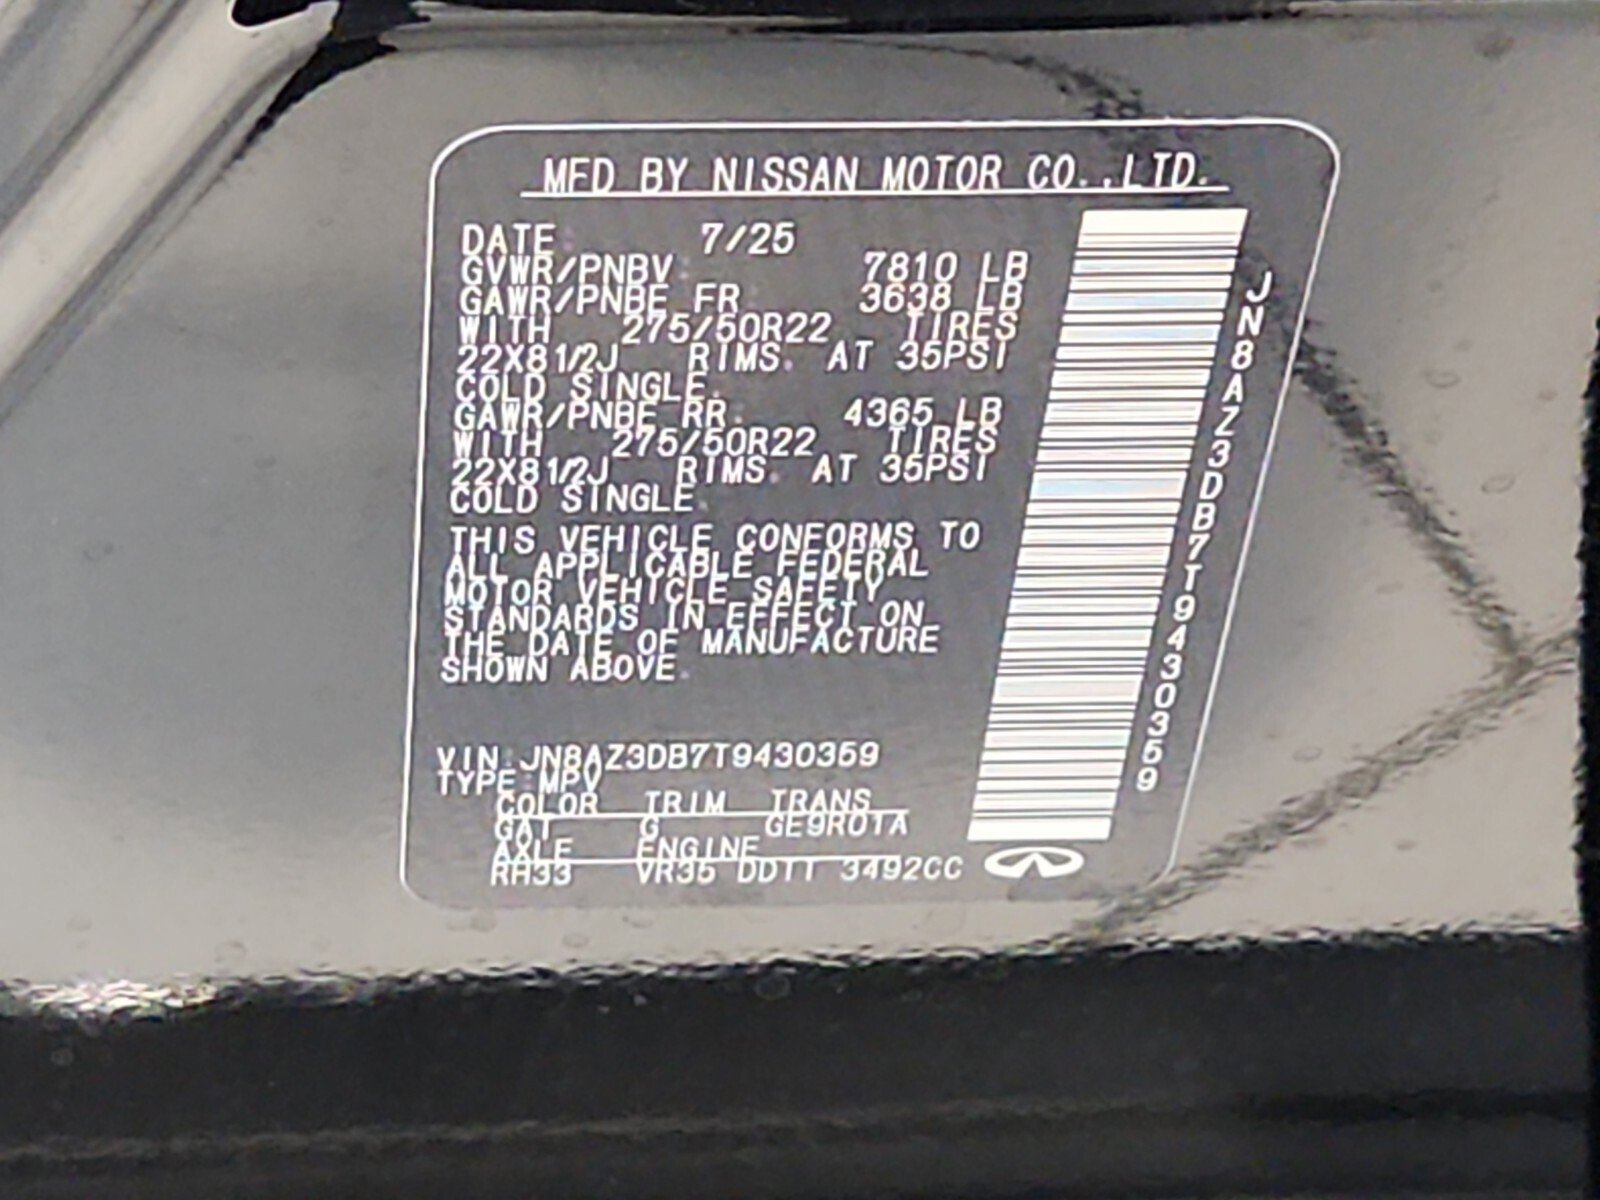 MFD BY NISSAN MOTOR CO.,LTD.
DATE: 7/25
GVWR/PNBV: 7810 LB
GAWR/PNBE FR: 3638 LB
WITH 275/50R22 TIRES
22X8 1/2J RIMS. AT 35PSI
COLD SINGLE.
GAWR/PNBE RR: 4365 LB
WITH 275/50R22 TIRES
22X8 1/2J RIMS. AT 35PSI
COLD SINGLE.
THIS VEHICLE CONFORMS TO
ALL APPLICABLE FEDERAL
MOTOR VEHICLE SAFETY
STANDARDS IN EFFECT ON
THE DATE OF MANUFACTURE
SHOWN ABOVE.
VIN:JN8AZ3DB7T9430359
TYPE:MPV
COLOR TRIM TRANS
GAT G GE9R01A
AXLE ENGINE
RH33 VR35 DDTT 3492CC
JN8AZ3DB7T9430359